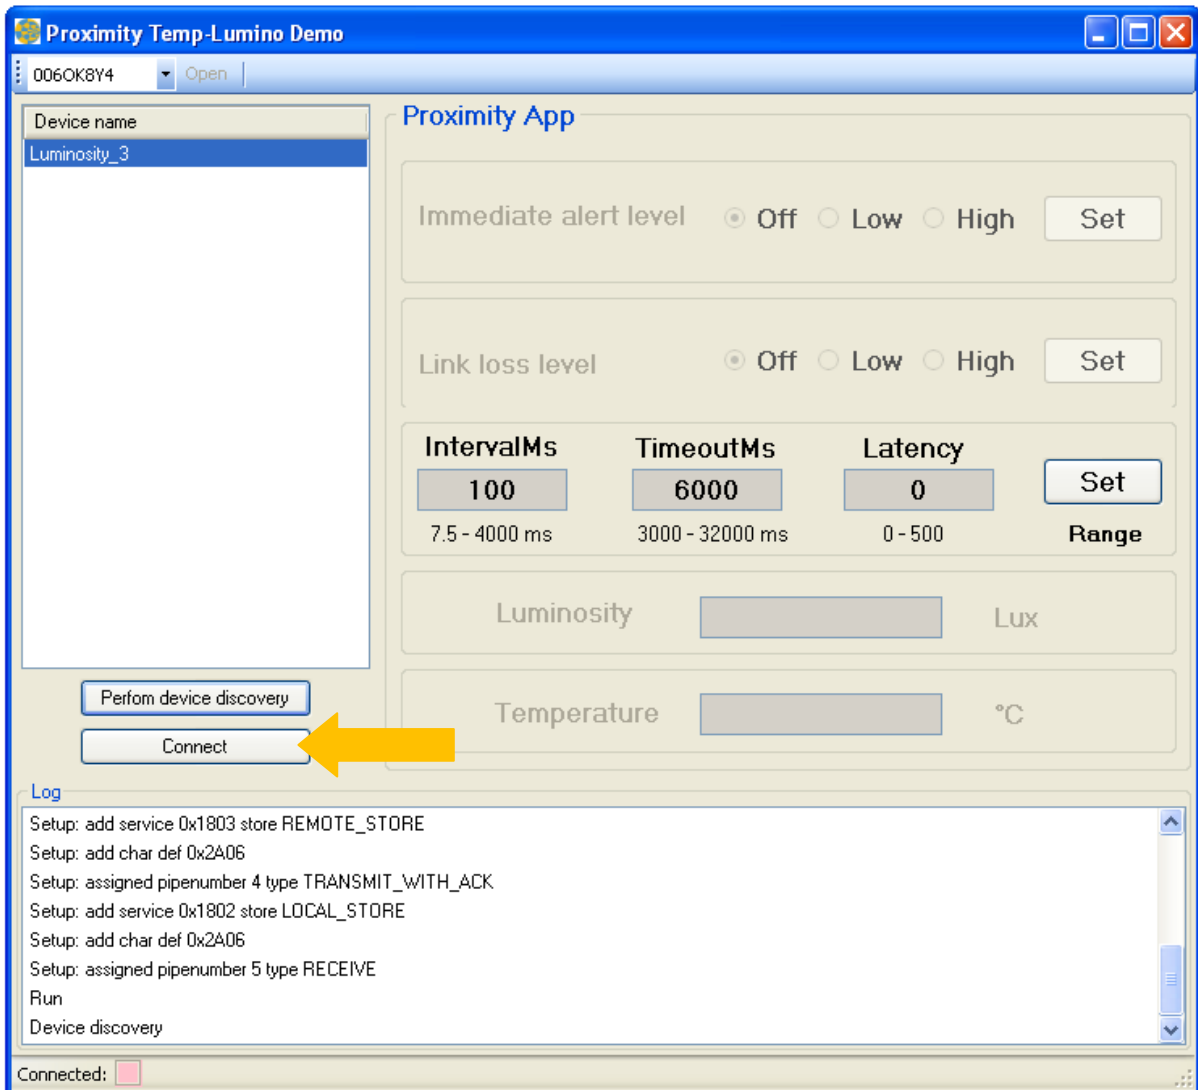 Proximity Temp-Lumino Demo
006OK8Y4 Open
Device name
Luminosity_3
Perfom device discovery
Connect
Proximity App
Immediate alert level Off Low High Set
Link loss level Off Low High Set
IntervalMs TimeoutMs Latency
100 6000 0 Set
7.5 - 4000 ms 3000 - 32000 ms 0 - 500 Range
Luminosity Lux
Temperature °C
Log
Setup: add service 0x1803 store REMOTE_STORE
Setup: add char def 0x2A06
Setup: assigned pipenumber 4 type TRANSMIT_WITH_ACK
Setup: add service 0x1802 store LOCAL_STORE
Setup: add char def 0x2A06
Setup: assigned pipenumber 5 type RECEIVE
Run
Device discovery
Connected: